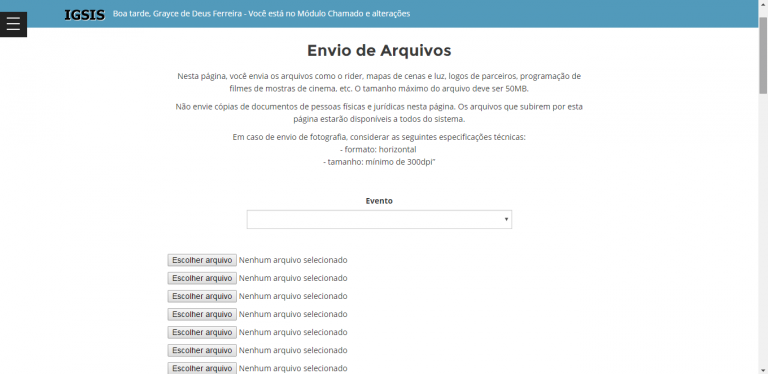 IGSIS Boa tarde, Grayce de Deus Ferreira - Você está no Módulo Chamado e alterações
Envio de Arquivos
Nesta página, você envia os arquivos como o rider, mapas de cenas e luz, logos de parceiros, programação de
filmes de mostras de cinema, etc. O tamanho máximo do arquivo deve ser 50MB.
Não envie cópias de documentos de pessoas físicas e jurídicas nesta página. Os arquivos que subirem por esta
página estarão disponíveis a todos do sistema.
Em caso de envio de fotografia, considerar as seguintes especificações técnicas:
- formato: horizontal
- tamanho: mínimo de 300dpi"
Evento
Escolher arquivo Nenhum arquivo selecionado
Escolher arquivo Nenhum arquivo selecionado
Escolher arquivo Nenhum arquivo selecionado
Escolher arquivo Nenhum arquivo selecionado
Escolher arquivo Nenhum arquivo selecionado
Escolher arquivo Nenhum arquivo selecionado
Escolher arquivo Nenhum arquivo selecionado